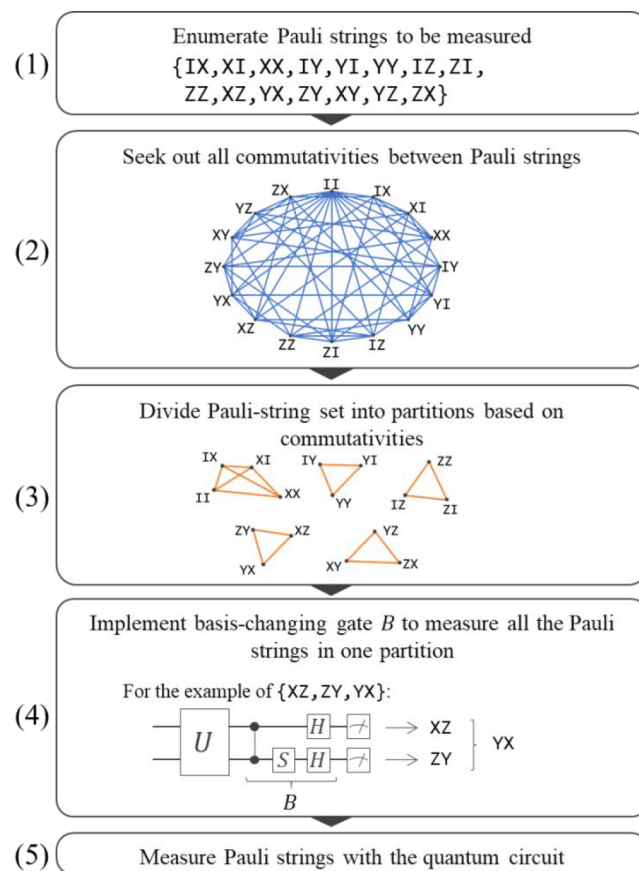 (1)
Enumerate Pauli strings to be measured
{IX,XI,XX,IY,YI,YY,IZ,ZI,
ZZ,XZ,YX,ZY,XY,YZ,ZX}
(2)
Seek out all commutativities between Pauli strings
II
ZX
IX
YZ
XI
XY
XX
ZY
IY
YX
YI
XZ
YY
ZZ
IZ
ZI
(3)
Divide Pauli-string set into partitions based on
commutativities
IX
XI
II
XX
IY
YI
YY
ZZ
IZ
ZI
ZY
XZ
YX
YZ
XY
ZX
(4)
Implement basis-changing gate B to measure all the Pauli
strings in one partition
For the example of {XZ,ZY,YX}:
U
H
XZ
S
H
ZY
YX
B
(5)
Measure Pauli strings with the quantum circuit